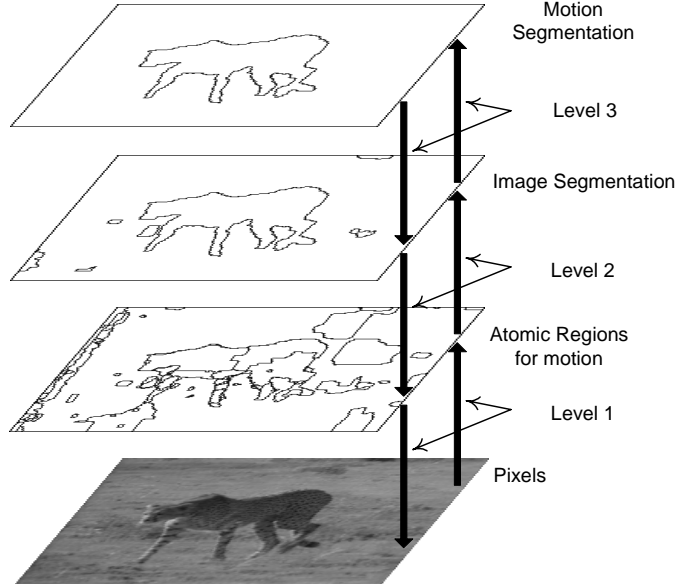 Motion
Segmentation
Level 3
Image Segmentation
Level 2
Atomic Regions
for motion
Level 1
Pixels